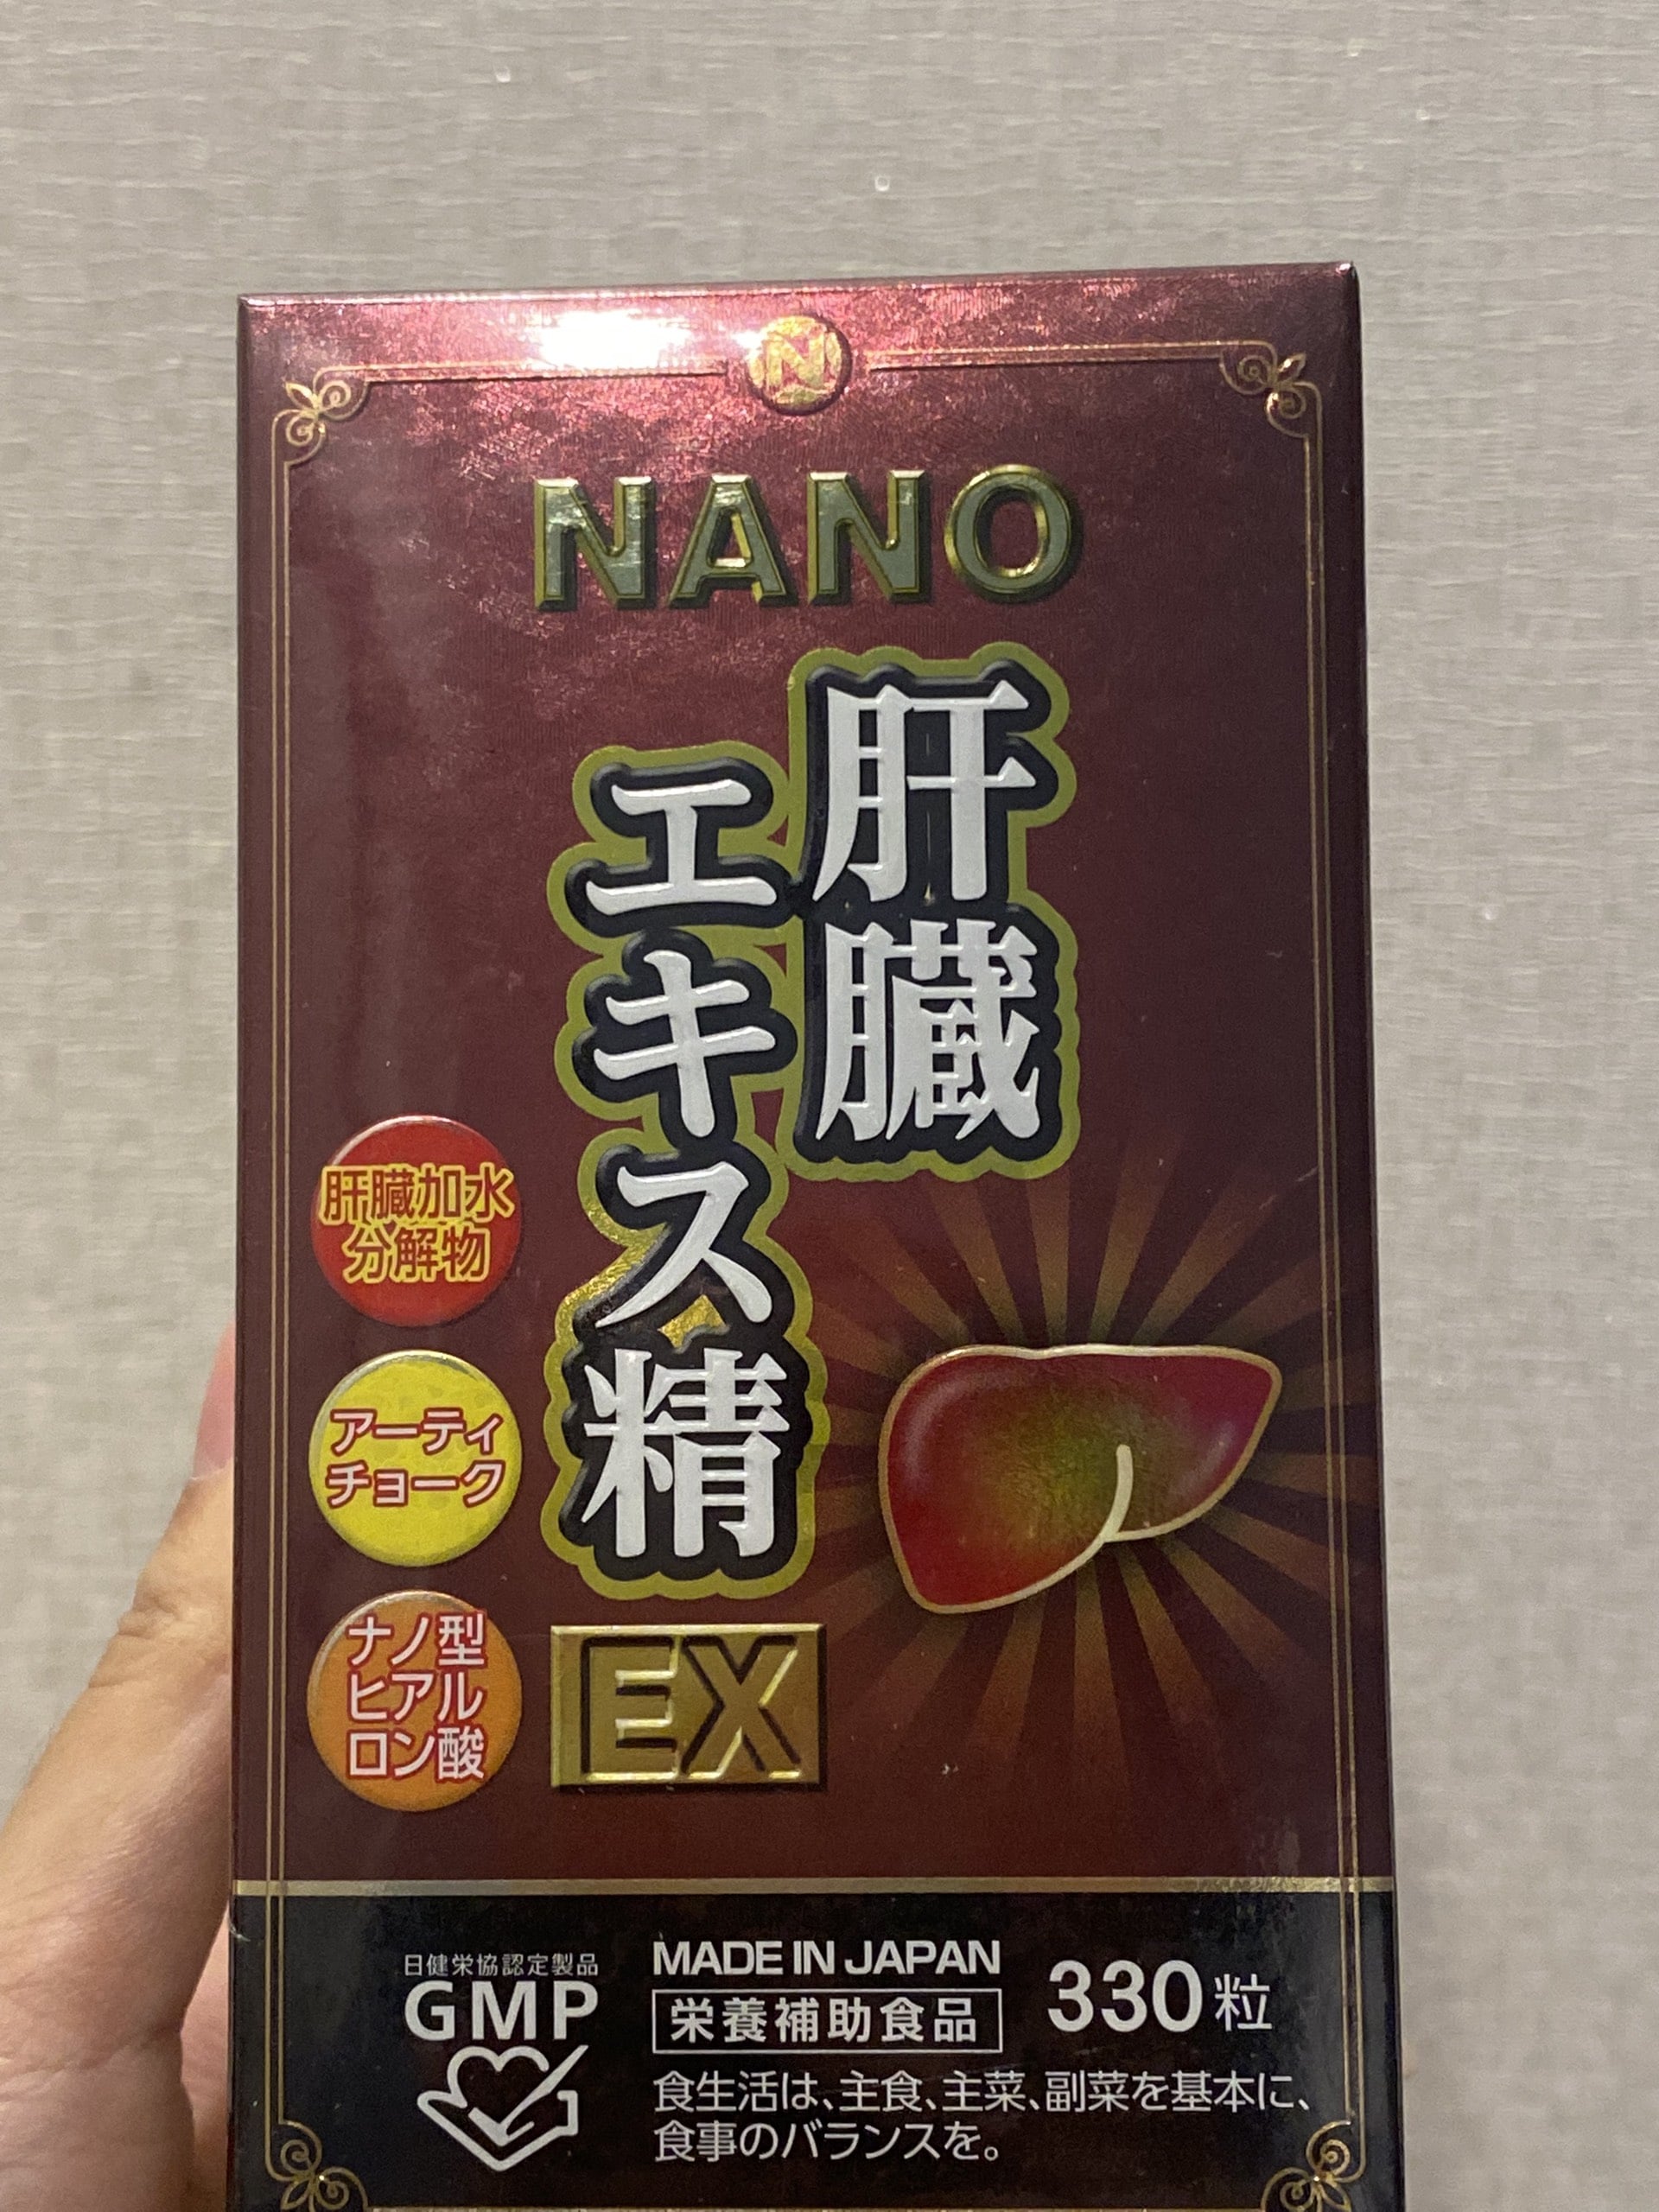 N
NANO
肝臓
エキス精
EX
肝臓加水
分解物
アーティ
チョーク
ナノ型
ヒアル
ロン酸
日健栄協認定製品
GMP
MADE IN JAPAN
栄養補助食品
330粒
食生活は、主食、主菜、副菜を基本に、
食事のバランスを。